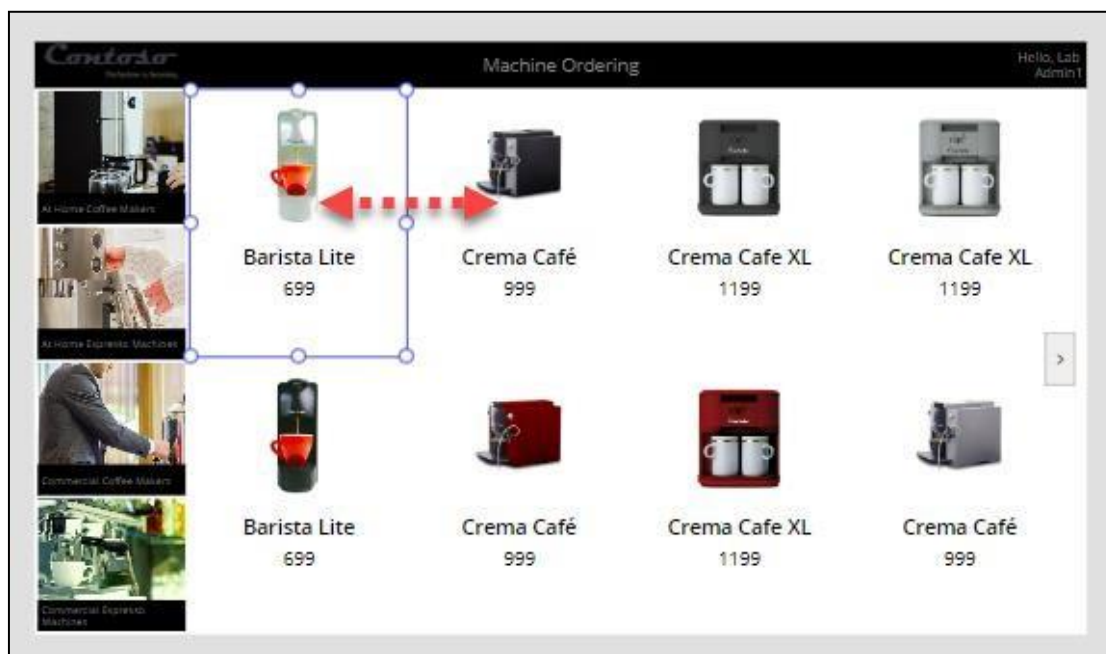 Contoso
Machine Ordering
Hello, Lab
Admin1
At Home Coffee Makers
At Home Espresso Machines
Commercial Coffee Makers
Commercial Espresso
Machines
Barista Lite
699
Crema Café
999
Crema Cafe XL
1199
Crema Cafe XL
1199
>
Barista Lite
699
Crema Café
999
Crema Cafe XL
1199
Crema Café
999